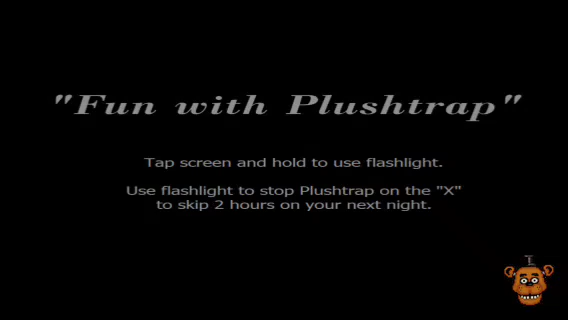 "Fun with Plushtrap"
Tap screen and hold to use flashlight.
Use flashlight to stop Plushtrap on the "X"
to skip 2 hours on your next night.